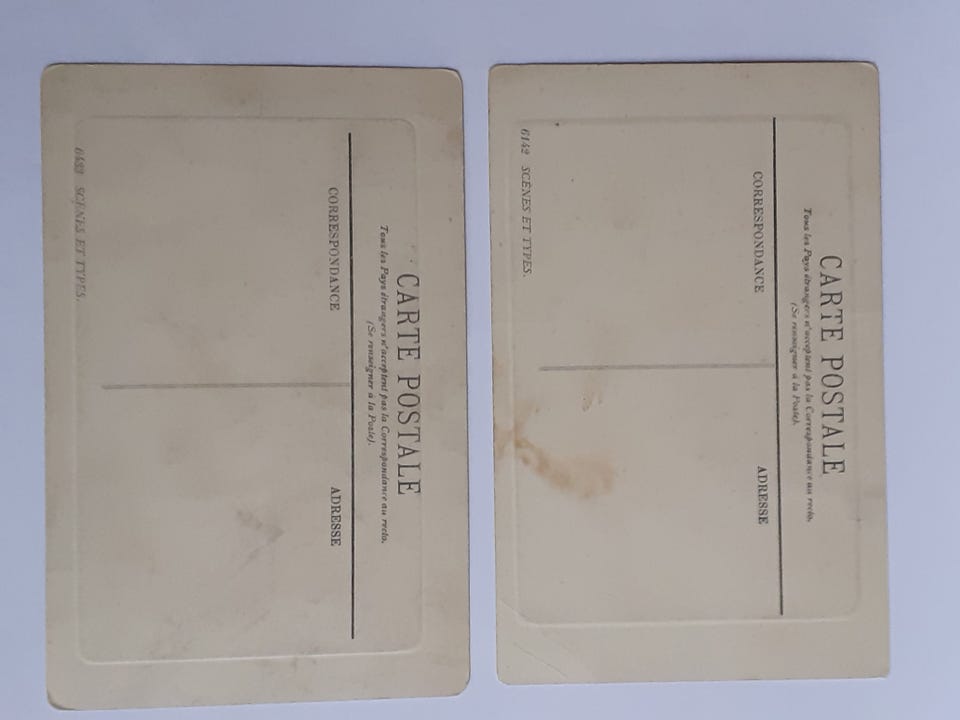 CARTE POSTALE
Tous les Pays étrangers n'acceptent pas la Correspondance au recto.
(Se renseigner à la Poste).
CORRESPONDANCE
ADRESSE
SCÈNES ET TYPES.
CARTE POSTALE
Tous les Pays étrangers n'acceptent pas la Correspondance au recto,
(Se renseigner à la Poste).
CORRESPONDANCE
ADRESSE
6142 SCÈNES ET TYPES.